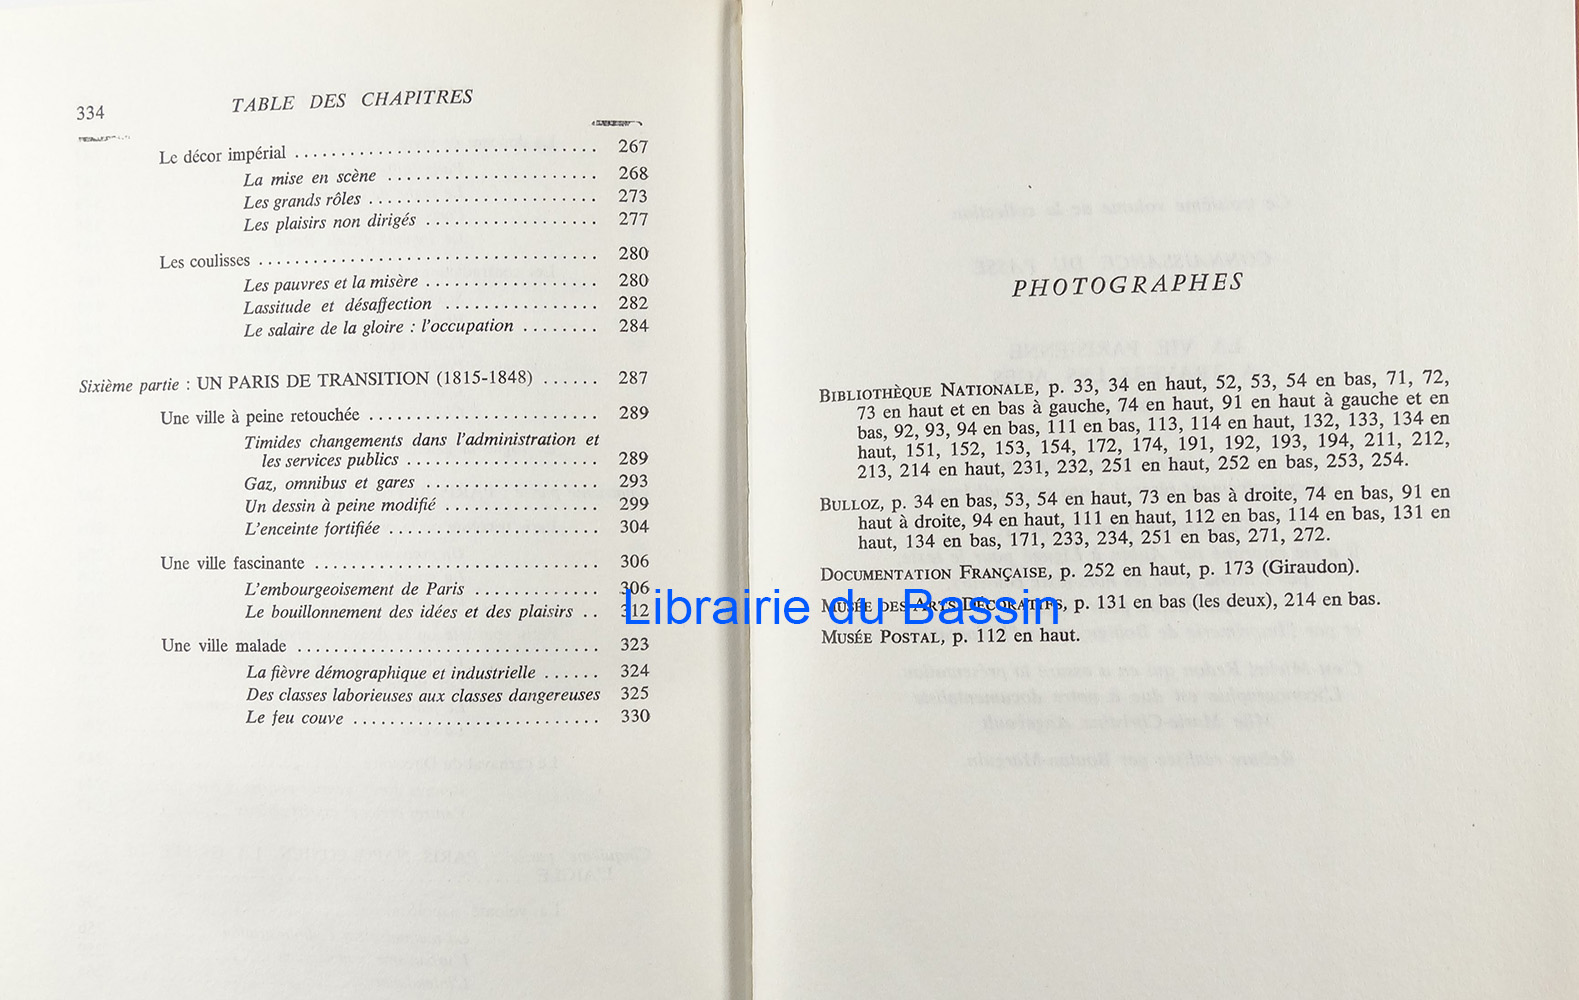 334
TABLE DES CHAPITRES
Le décor impérial ................................ 267
La mise en scène ....................... 268
Les grands rôles ......................... 273
Les plaisirs non dirigés ................... 277
Les coulisses ..................................... 280
Les pauvres et la misère ................... 280
Lassitude et désaffection ................. 282
Le salaire de la gloire : l'occupation ........ 284
Sixième partie : UN PARIS DE TRANSITION (1815-1848) ...... 287
Une ville à peine retouchée ......................... 289
Timides changements dans l'administration et
les services publics ..................... 289
Gaz, omnibus et gares .................... 293
Un dessin à peine modifié ................. 299
L'enceinte fortifiée ....................... 304
Une ville fascinante ............................... 306
L'embourgeoisement de Paris .............. 306
Le bouillonnement des idées et des plaisirs .. 312
Une ville malade ................................. 323
La fièvre démographique et industrielle ...... 324
Des classes laborieuses aux classes dangereuses 325
Le feu couve ........................... 330
PHOTOGRAPHES
BIBLIOTHÈQUE NATIONALE, p. 33, 34 en haut, 52, 53, 54 en bas, 71, 72,
73 en haut et en bas à gauche, 74 en haut, 91 en haut à gauche et en
bas, 92, 93, 94 en bas, 111 en bas, 113, 114 en haut, 132, 133, 134 en
haut, 151, 152, 153, 154, 172, 174, 191, 192, 193, 194, 211, 212,
213, 214 en haut, 231, 232, 251 en haut, 252 en bas, 253, 254.
BULLOZ, p. 34 en bas, 53, 54 en haut, 73 en bas à droite, 74 en bas, 91 en
haut à droite, 94 en haut, 111 en haut, 112 en bas, 114 en bas, 131 en
haut, 134 en bas, 171, 233, 234, 251 en bas, 271, 272.
DOCUMENTATION FRANÇAISE, p. 252 en haut, p. 173 (Giraudon).
MUSÉE DES ARTS DÉCORATIFS, p. 131 en bas (les deux), 214 en bas.
MUSÉE POSTAL, p. 112 en haut.
Librairie du Bassin